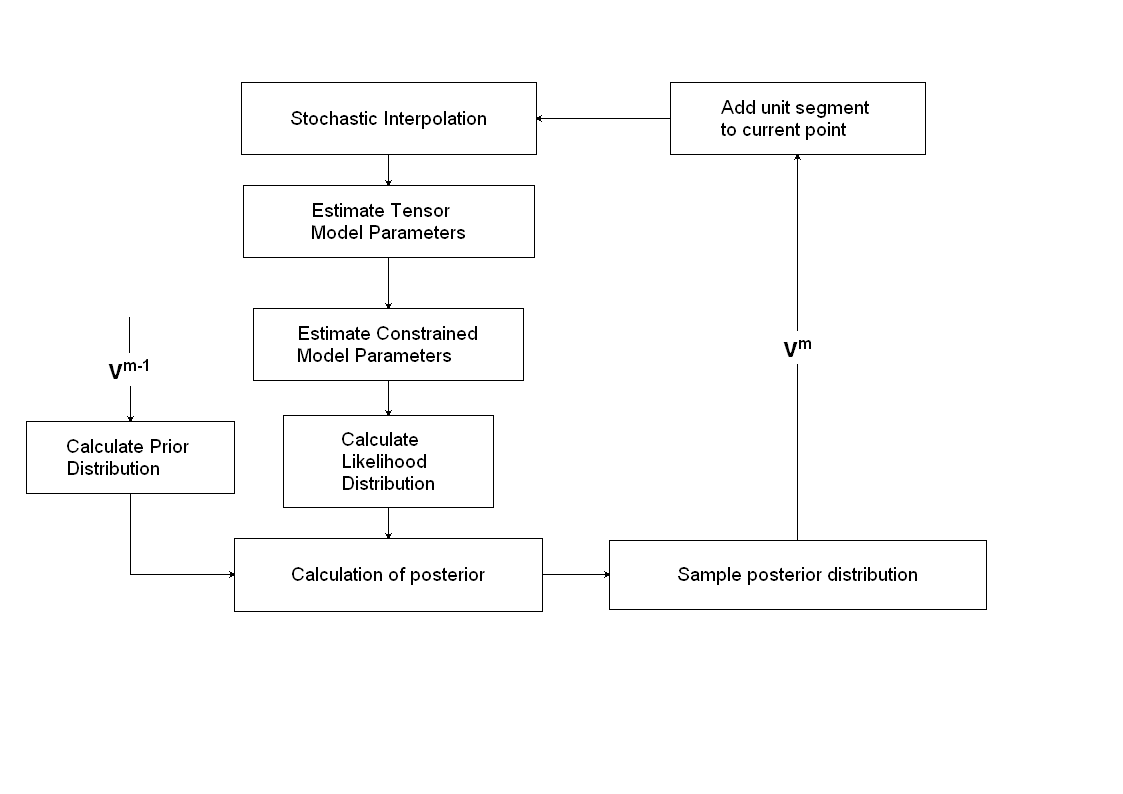 Stochastic Interpolation
Add unit segment
to current point
Estimate Tensor
Model Parameters
Estimate Constrained
Model Parameters
V^m
V^m-1
Calculate Prior
Distribution
Calculate
Likelihood
Distribution
Calculation of posterior
Sample posterior distribution